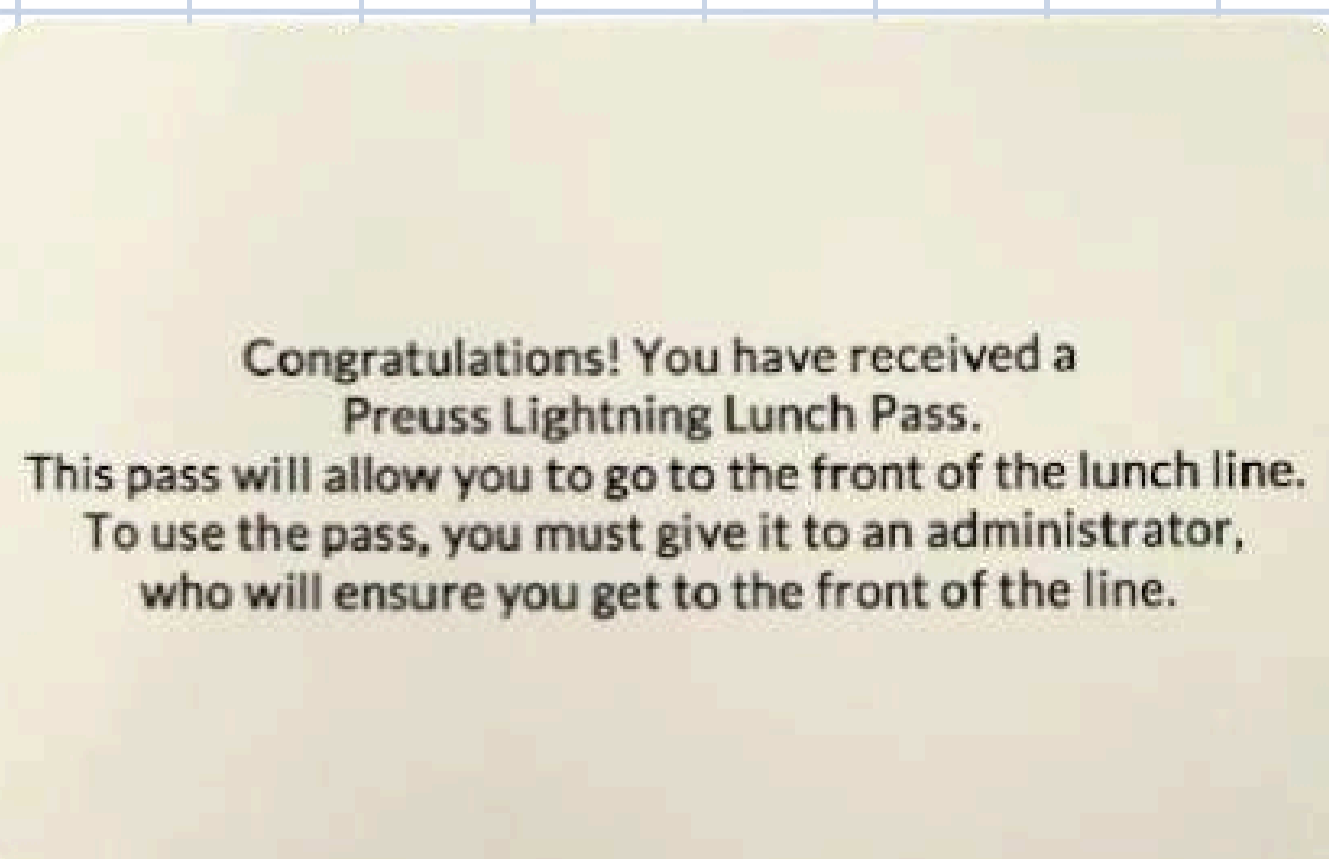 Congratulations! You have received a
Preuss Lightning Lunch Pass.
This pass will allow you to go to the front of the lunch line.
To use the pass, you must give it to an administrator,
who will ensure you get to the front of the line.